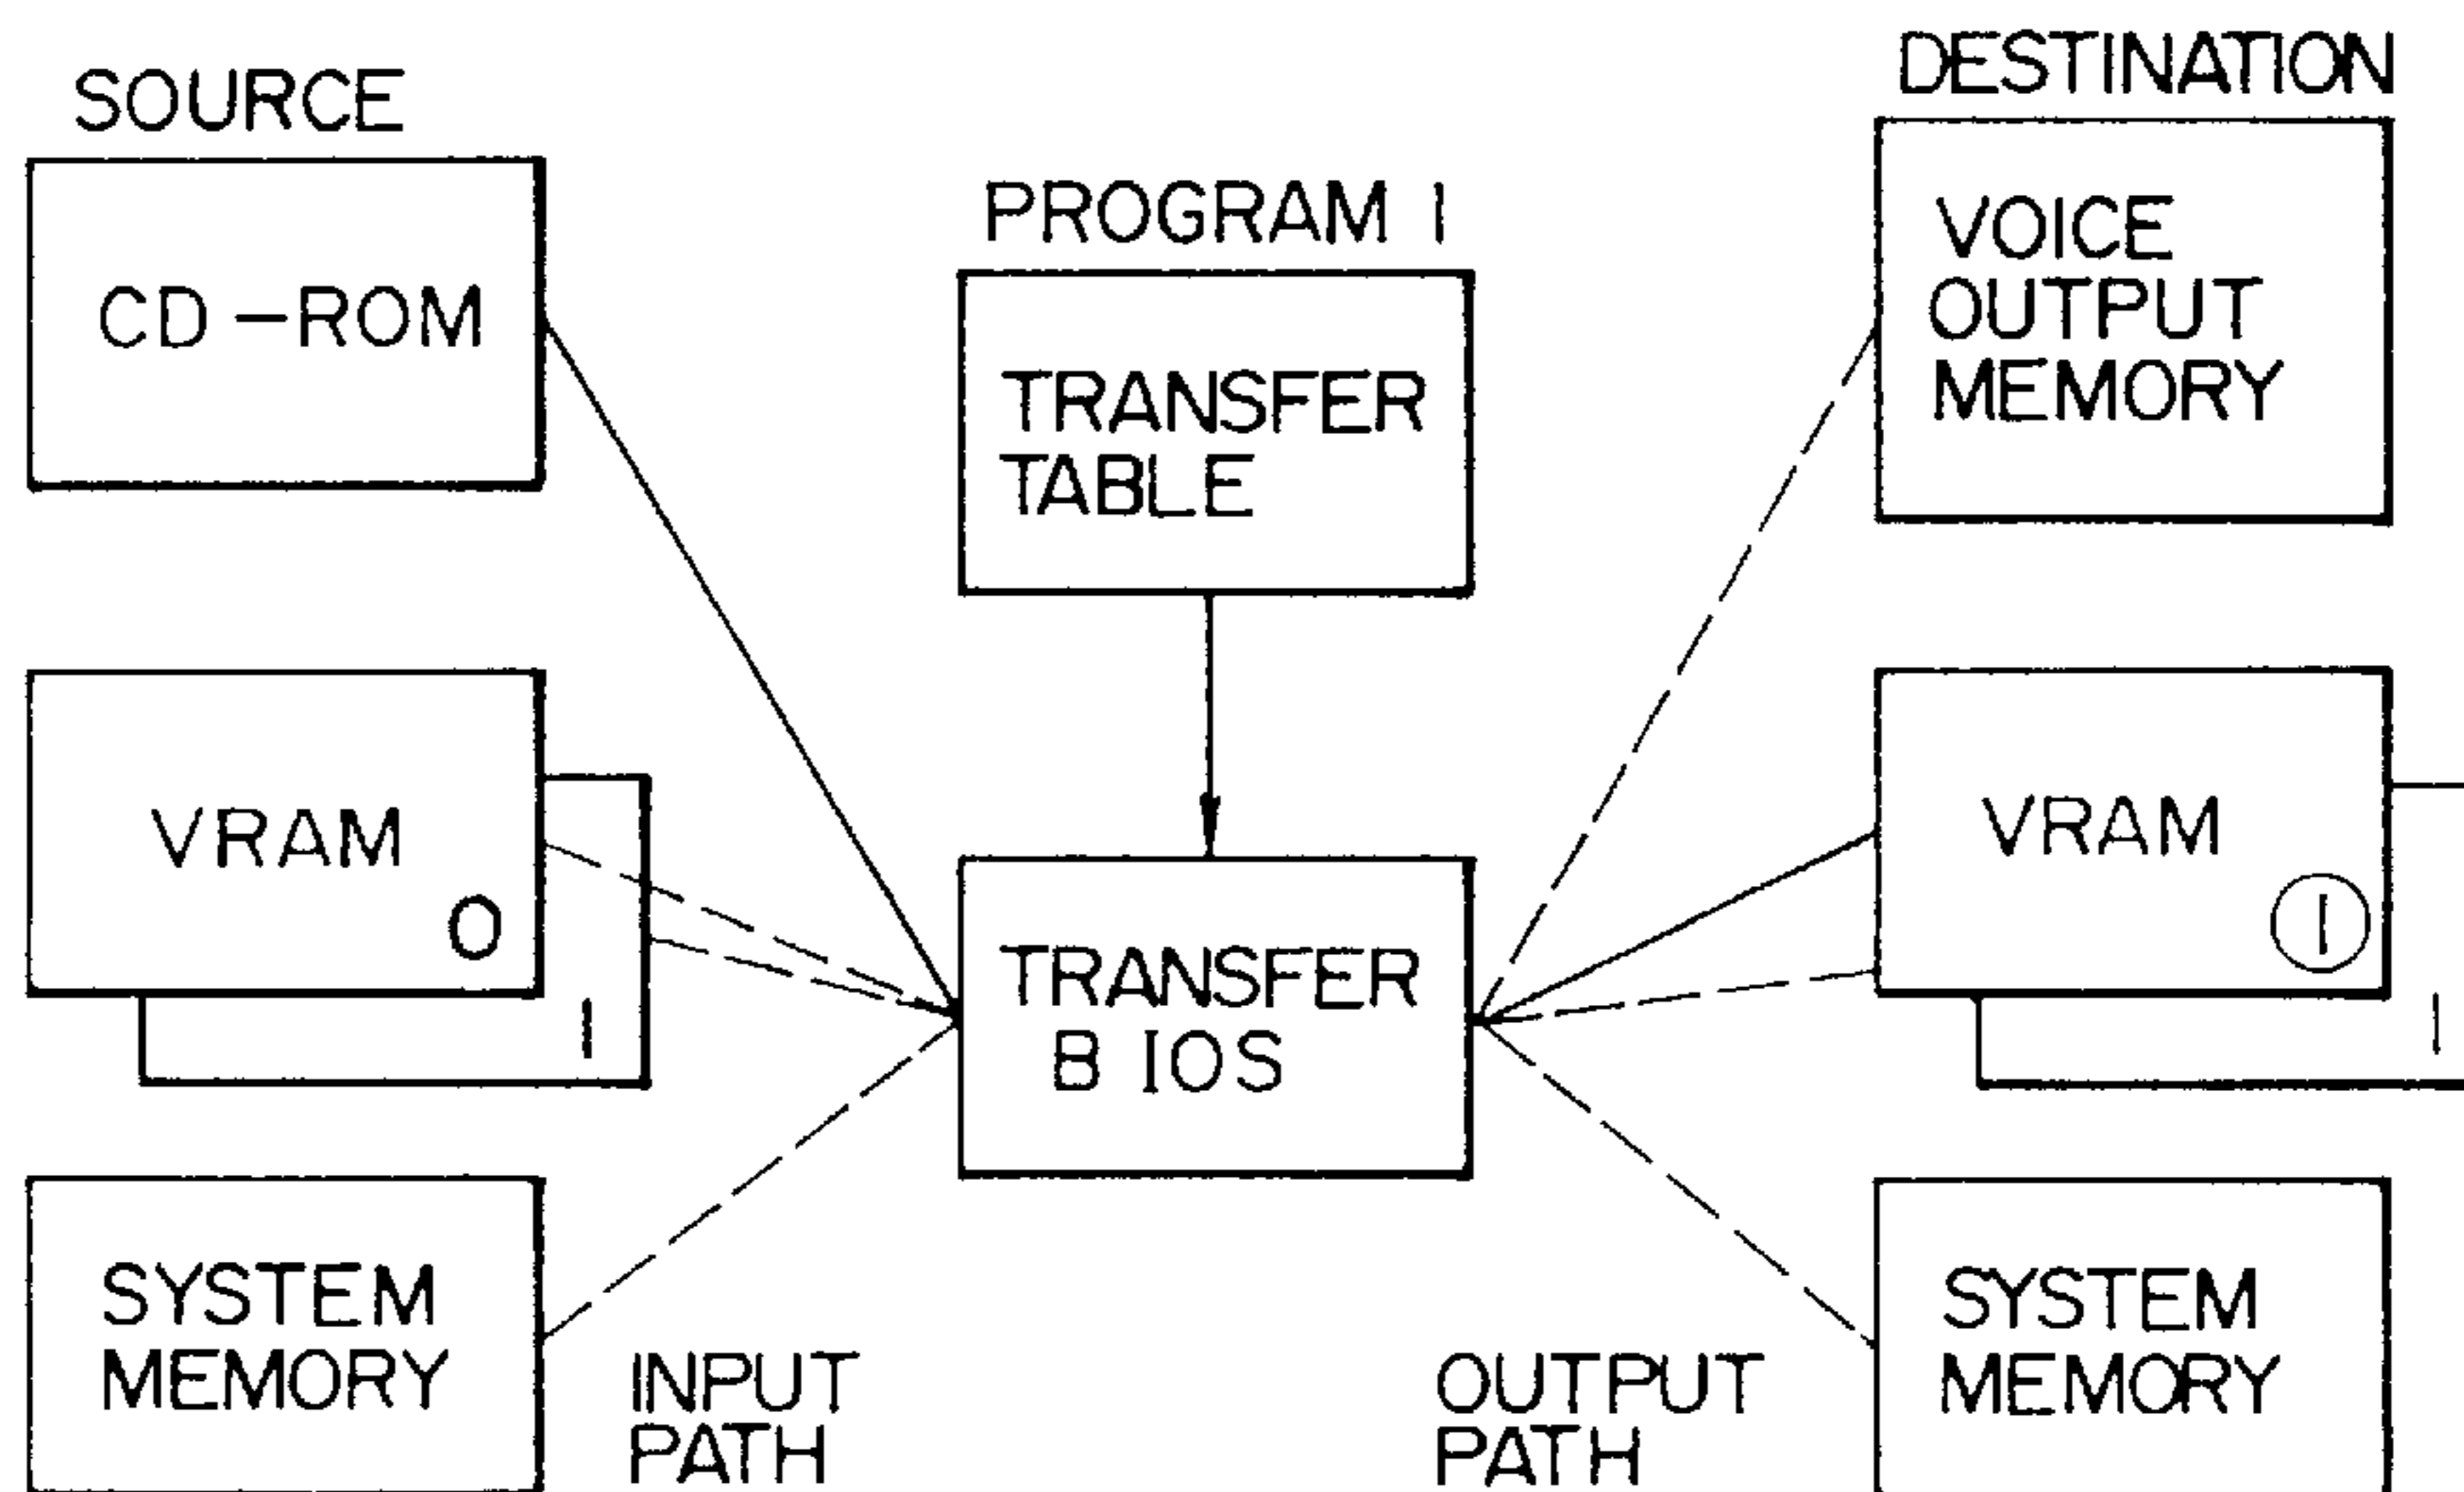 SOURCE
CD-ROM
VRAM
0
1
SYSTEM
MEMORY
INPUT
PATH
PROGRAM 1
TRANSFER
TABLE
TRANSFER
BIOS
OUTPUT
PATH
DESTINATION
VOICE
OUTPUT
MEMORY
VRAM
1
1
SYSTEM
MEMORY